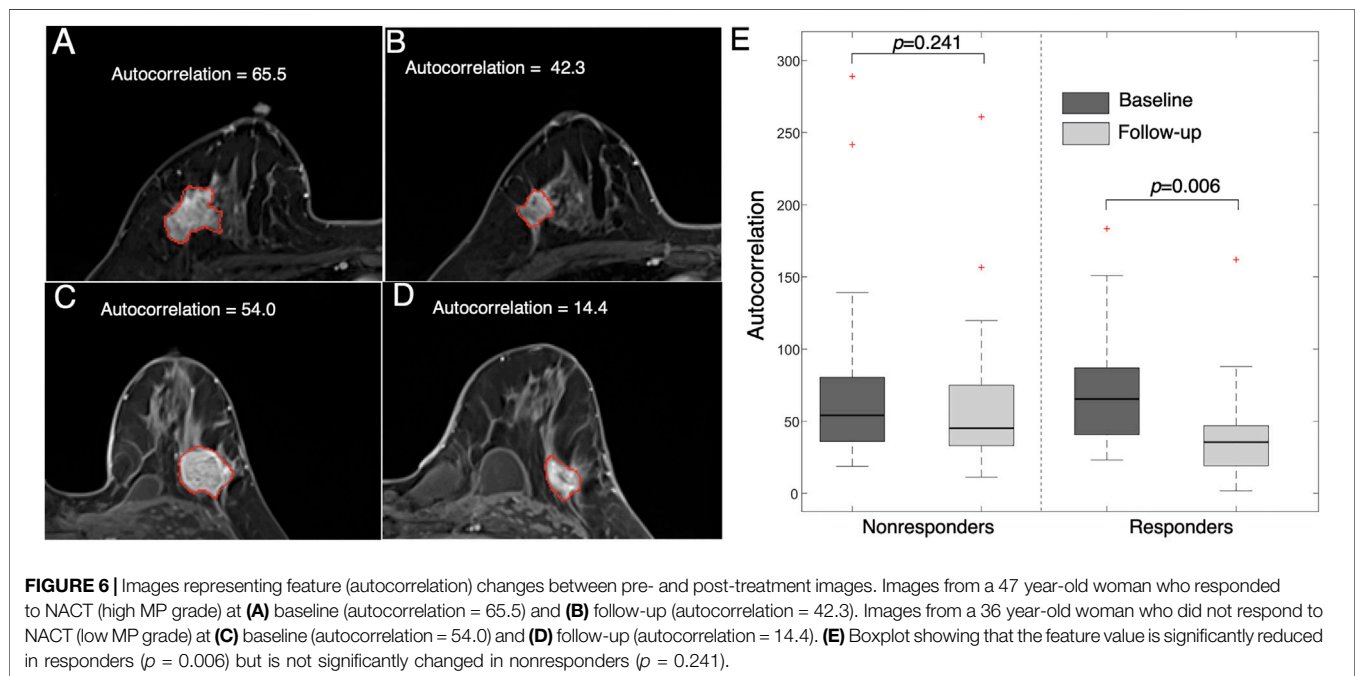 A
Autocorrelation = 65.5
B
Autocorrelation = 42.3
C
Autocorrelation = 54.0
D
Autocorrelation = 14.4
E
p=0.241
300
250
200
150
100
50
0
Autocorrelation
Baseline
Follow-up
p=0.006
Nonresponders
Responders
FIGURE 6 | Images representing feature (autocorrelation) changes between pre- and post-treatment images. Images from a 47 year-old woman who responded
to NACT (high MP grade) at (A) baseline (autocorrelation = 65.5) and (B) follow-up (autocorrelation = 42.3). Images from a 36 year-old woman who did not respond to
NACT (low MP grade) at (C) baseline (autocorrelation = 54.0) and (D) follow-up (autocorrelation = 14.4). (E) Boxplot showing that the feature value is significantly reduced
in responders (p = 0.006) but is not significantly changed in nonresponders (p = 0.241).